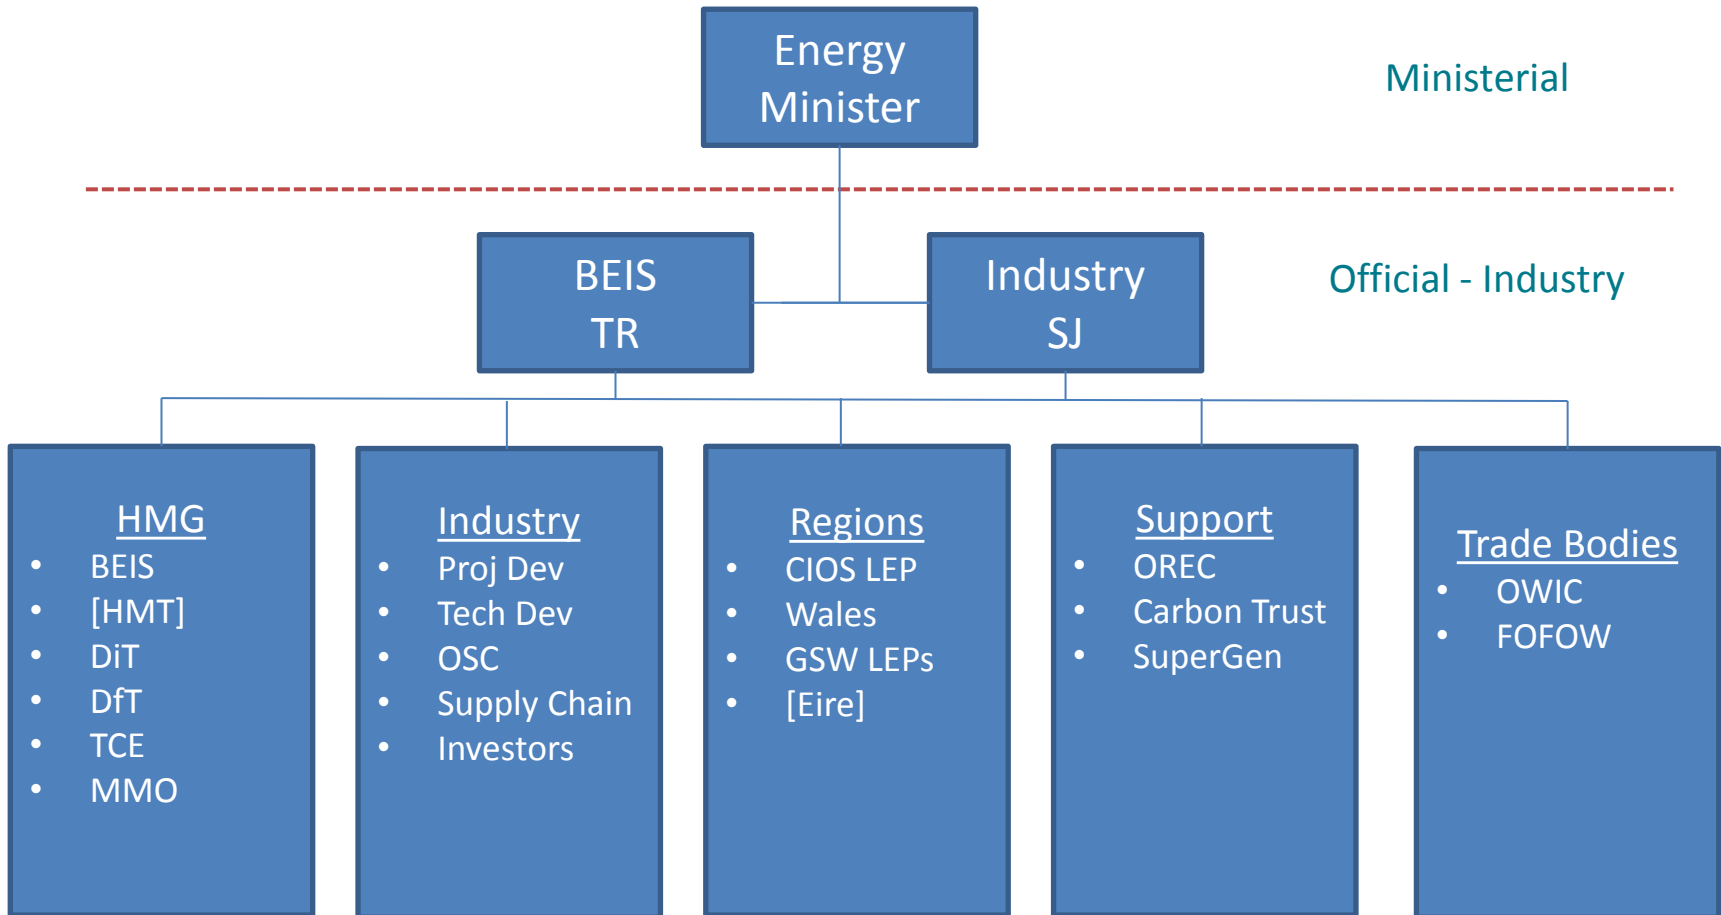 Energy
Minister
Ministerial
BEIS
TR
Industry
SJ
Official - Industry
HMG
• BEIS
• [HMT]
• DiT
• DfT
• TCE
• MMO
Industry
• Proj Dev
• Tech Dev
• OSC
• Supply Chain
• Investors
Regions
• CIOS LEP
• Wales
• GSW LEPs
• [Eire]
Support
• OREC
• Carbon Trust
• SuperGen
Trade Bodies
• OWIC
• FOFOW